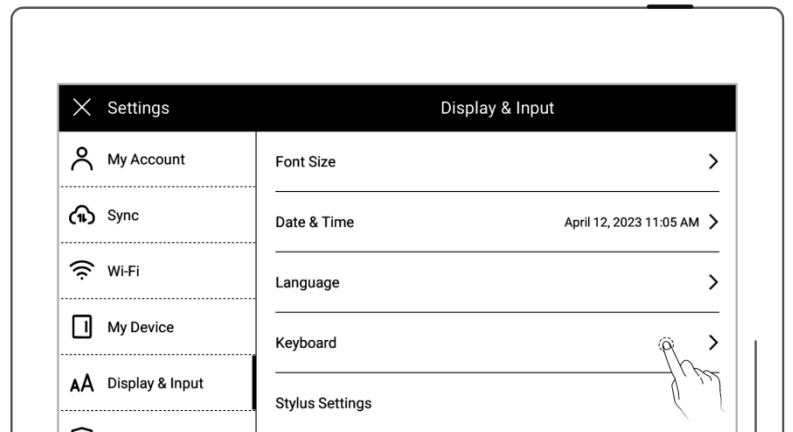 Settings
Display & Input
My Account
Sync
Wi-Fi
My Device
Display & Input
Font Size
Date & Time April 12, 2023 11:05 AM
Language
Keyboard
Stylus Settings